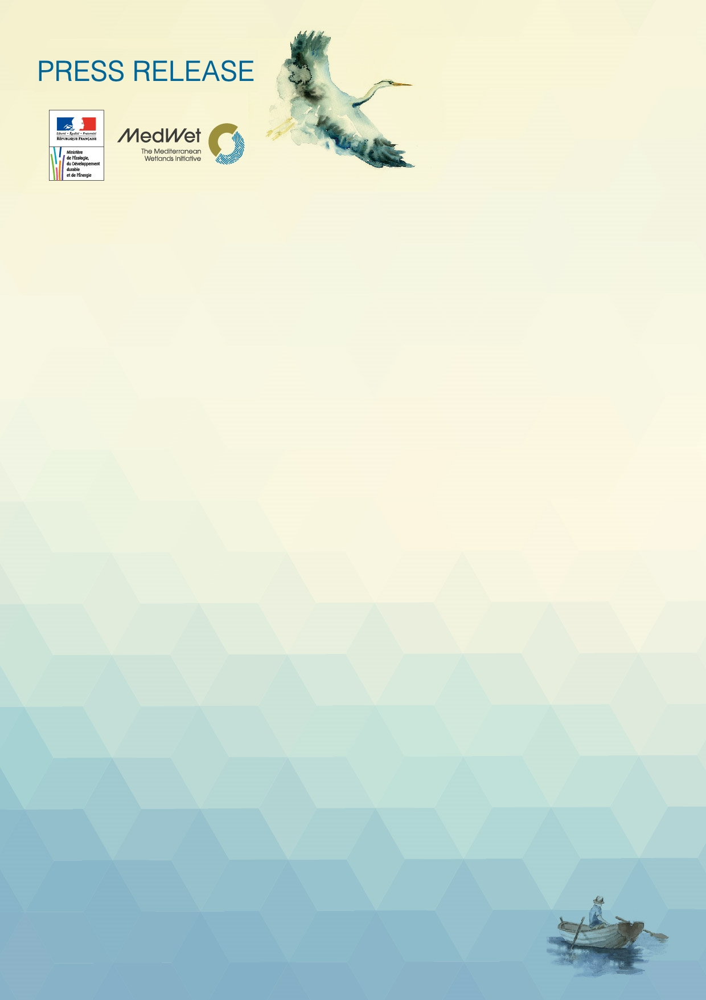 PRESS RELEASE
Liberté • Égalité • Fraternité
RÉPUBLIQUE FRANÇAISE
Ministère
de l'Écologie,
du Développement
durable
et de l'Énergie
MedWet
The Mediterranean
Wetlands Initiative